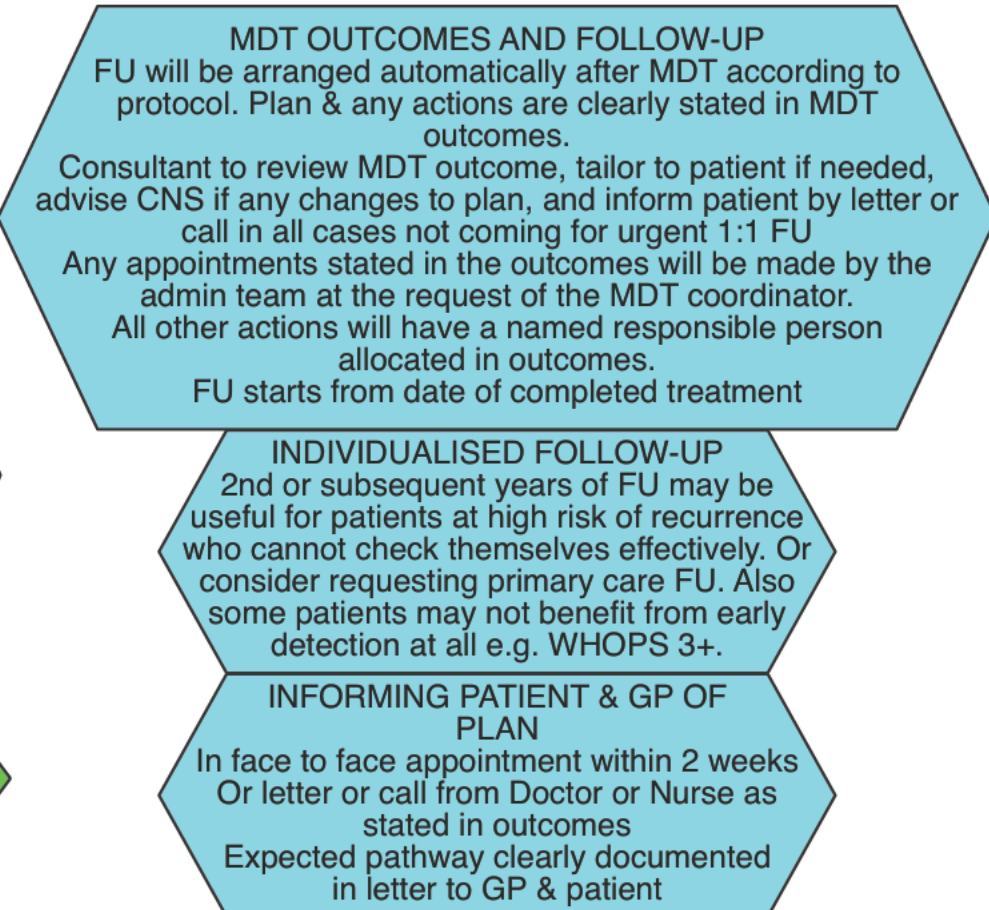 MDT OUTCOMES AND FOLLOW-UP
FU will be arranged automatically after MDT according to
protocol. Plan & any actions are clearly stated in MDT
outcomes.
Consultant to review MDT outcome, tailor to patient if needed,
advise CNS if any changes to plan, and inform patient by letter or
call in all cases not coming for urgent 1:1 FU
Any appointments stated in the outcomes will be made by the
admin team at the request of the MDT coordinator.
All other actions will have a named responsible person
allocated in outcomes.
FU starts from date of completed treatment
INDIVIDUALISED FOLLOW-UP
2nd or subsequent years of FU may be
useful for patients at high risk of recurrence
who cannot check themselves effectively. Or
consider requesting primary care FU. Also
some patients may not benefit from early
detection at all e.g. WHOPS 3+.
INFORMING PATIENT & GP OF
PLAN
In face to face appointment within 2 weeks
Or letter or call from Doctor or Nurse as
stated in outcomes
Expected pathway clearly documented
in letter to GP & patient